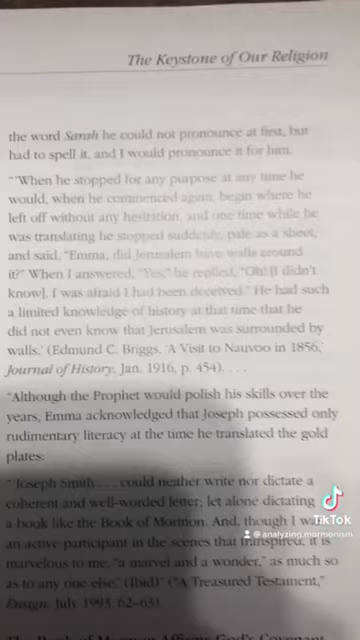 The Keystone of Our Religion
the word Sarah he could not pronounce at first, but
had to spell it, and I would pronounce it for him.
"'When he stopped for any purpose at any time he
would, when he commenced again, begin where he
left off without any hesitation, and one time while he
was translating he stopped suddenly, pale as a sheet,
and said, "Emma, did Jerusalem have walls around
it?" When I answered, "Yes," he replied, "Oh! [I didn't
know]. I was afraid I had been deceived." He had such
a limited knowledge of history at that time that he
did not even know that Jerusalem was surrounded by
walls.' (Edmund C. Briggs, 'A Visit to Nauvoo in 1856,'
Journal of History, Jan. 1916, p. 454). . . .
"Although the Prophet would polish his skills over the
years, Emma acknowledged that Joseph possessed only
rudimentary literacy at the time he translated the gold
plates:
"'Joseph Smith . . . could neither write nor dictate a
coherent and well-worded letter; let alone dictating
a book like the Book of Mormon. And, though I
an active participant in the scenes that transpired, it is
marvelous to me, "a marvel and a wonder," as much so
as to any one else.' (Ibid)" ("A Treasured Testament,"
Ensign, July 1993, 62–63).
The Book of Mormon Affirms God's Covenant
TikTok
@analyzing.mormonism